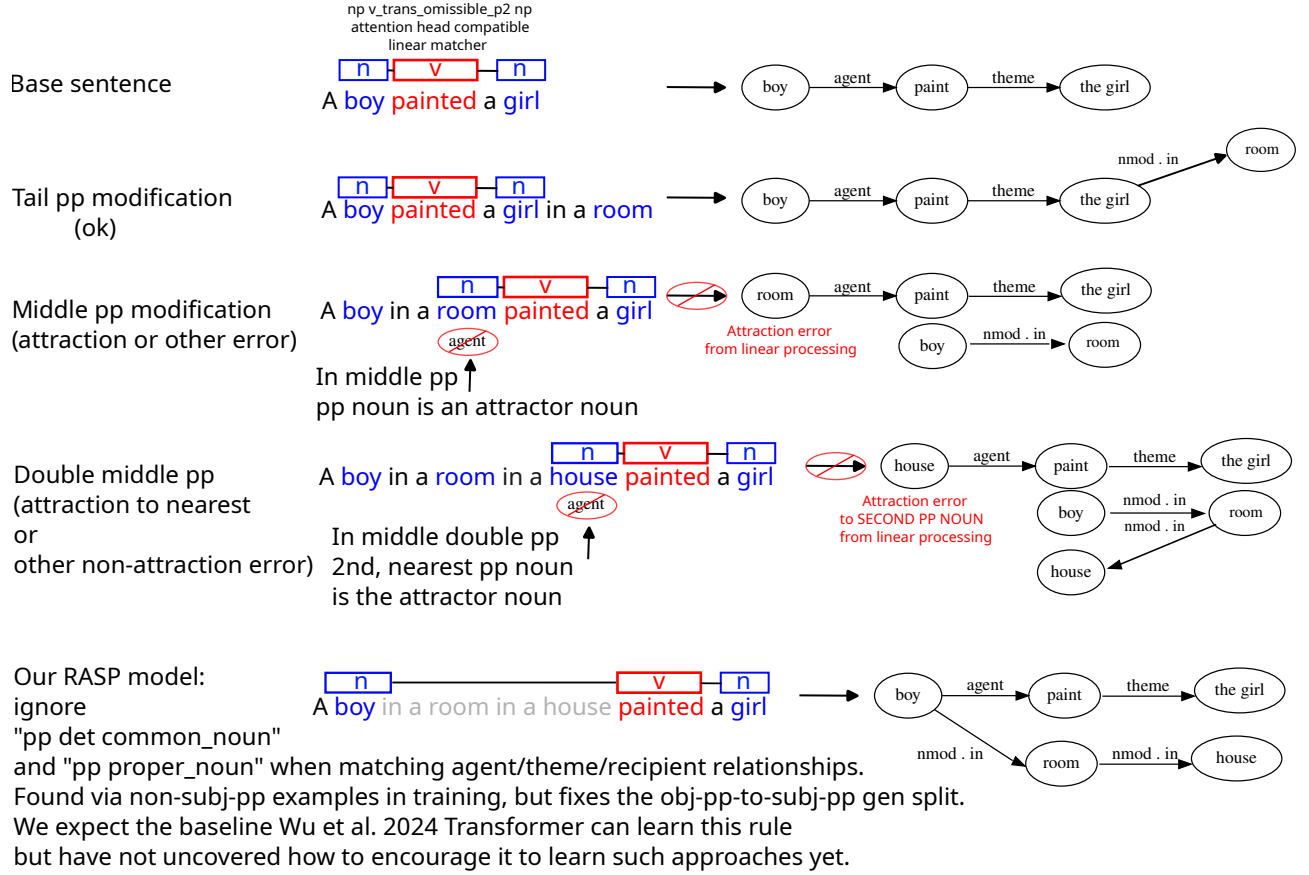 np v_trans_omissible_p2 np
attention head compatible
linear matcher
Base sentence
n v n
A boy painted a girl
boy agent paint theme the girl
Tail pp modification
(ok)
n v n
A boy painted a girl in a room
boy agent paint theme the girl nmod . in room
Middle pp modification
(attraction or other error)
n v n
A boy in a room painted a girl
agent
In middle pp
pp noun is an attractor noun
room agent paint theme the girl
Attraction error
from linear processing
boy nmod . in room
Double middle pp
(attraction to nearest
or
other non-attraction error)
n v n
A boy in a room in a house painted a girl
agent
In middle double pp
2nd, nearest pp noun
is the attractor noun
house agent paint theme the girl
Attraction error
to SECOND PP NOUN
from linear processing
boy nmod . in room
nmod . in
house
Our RASP model:
ignore
"pp det common_noun"
and "pp proper_noun" when matching agent/theme/recipient relationships.
Found via non-subj-pp examples in training, but fixes the obj-pp-to-subj-pp gen split.
We expect the baseline Wu et al. 2024 Transformer can learn this rule
but have not uncovered how to encourage it to learn such approaches yet.
n v n
A boy in a room in a house painted a girl
boy agent paint theme the girl
nmod . in room nmod . in house